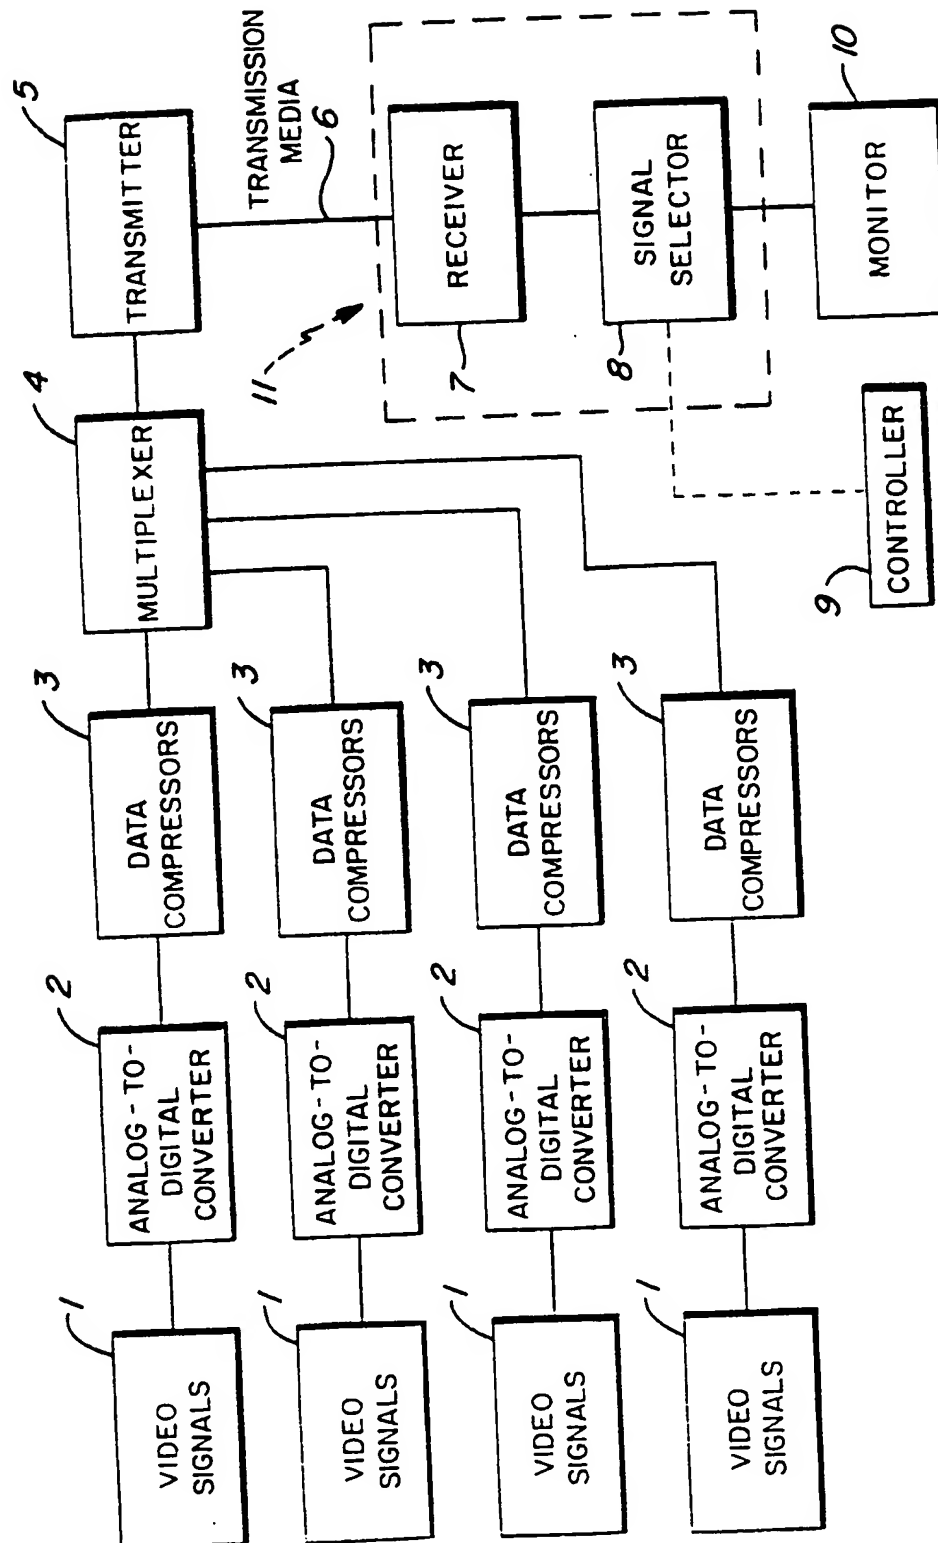 VIDEO
SIGNALS
1
ANALOG-TO-
DIGITAL
CONVERTER
2
DATA
COMPRESSORS
3
MULTIPLEXER
4
TRANSMITTER
5
VIDEO
SIGNALS
1
ANALOG-TO-
DIGITAL
CONVERTER
2
DATA
COMPRESSORS
3
VIDEO
SIGNALS
1
ANALOG-TO-
DIGITAL
CONVERTER
2
DATA
COMPRESSORS
3
VIDEO
SIGNALS
1
ANALOG-TO-
DIGITAL
CONVERTER
2
DATA
COMPRESSORS
3
TRANSMISSION
MEDIA
6
11
RECEIVER
7
SIGNAL
SELECTOR
8
CONTROLLER
9
MONITOR
10